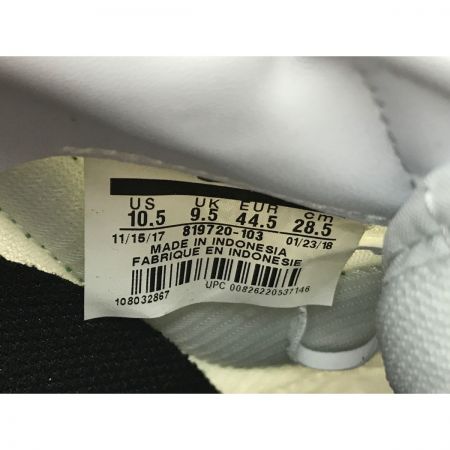 US UK EUR cm
10.5 9.5 44.5 28.5
11/15/17 819720-103 01/23/18
MADE IN INDONESIA
FABRIQUE EN INDONESIE
108032867
UPC 00826220537146